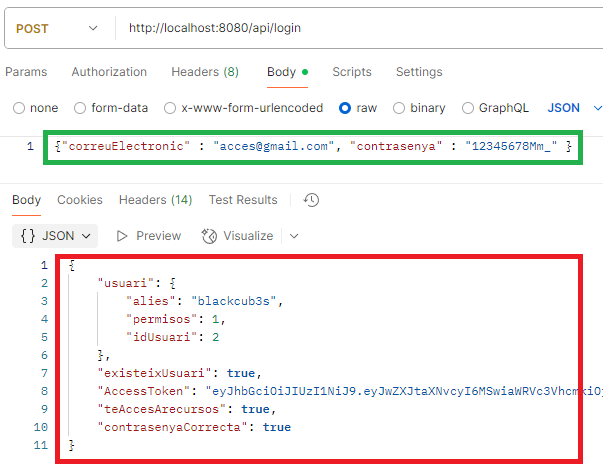 POST http://localhost:8080/api/login
Params Authorization Headers (8) Body Scripts Settings
none form-data x-www-form-urlencoded raw binary GraphQL JSON
1 {"correuElectronic" : "acces@gmail.com", "contrasenya" : "12345678Mm_" }
Body Cookies Headers (14) Test Results
{} JSON Preview Visualize
1 {
2 "usuari": {
3 "alies": "blackcub3s",
4 "permisos": 1,
5 "idUsuari": 2
6 },
7 "existeixUsuari": true,
8 "AccessToken": "eyJhbGciOiJIUzI1NiJ9.eyJwZXJtaXNvcyI6MSwiaWRVc3VhcmkiOj
9 "teAccesArecursos": true,
10 "contrasenyaCorrecta": true
11 }